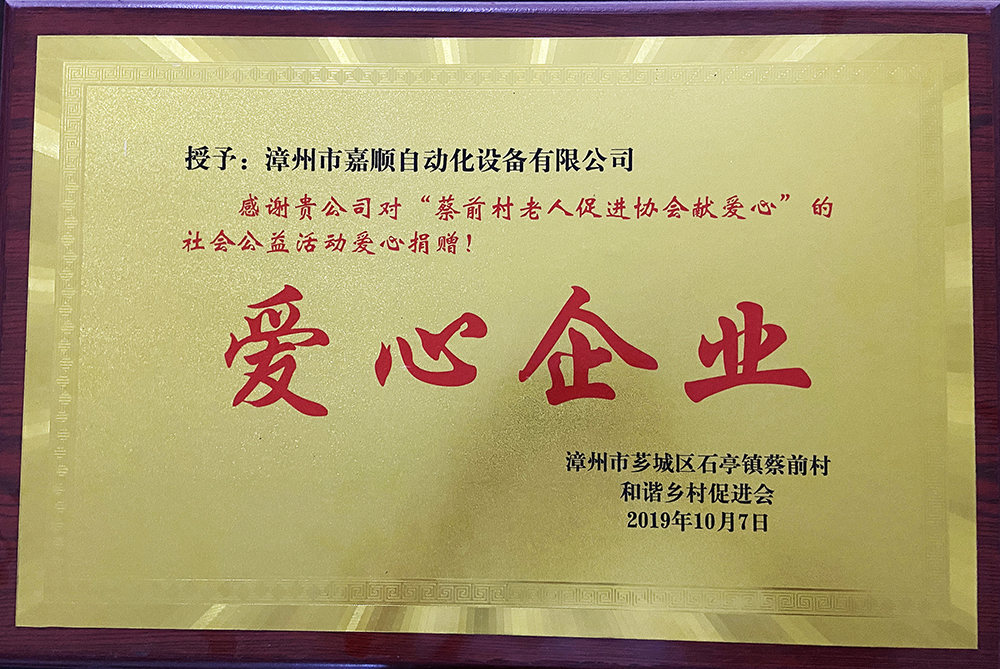 授予：漳州市嘉顺自动化设备有限公司
感谢贵公司对“蔡前村老人促进协会献爱心”的
社会公益活动爱心捐赠！
爱心企业
漳州市芗城区石亭镇蔡前村
和谐乡村促进会
2019年10月7日